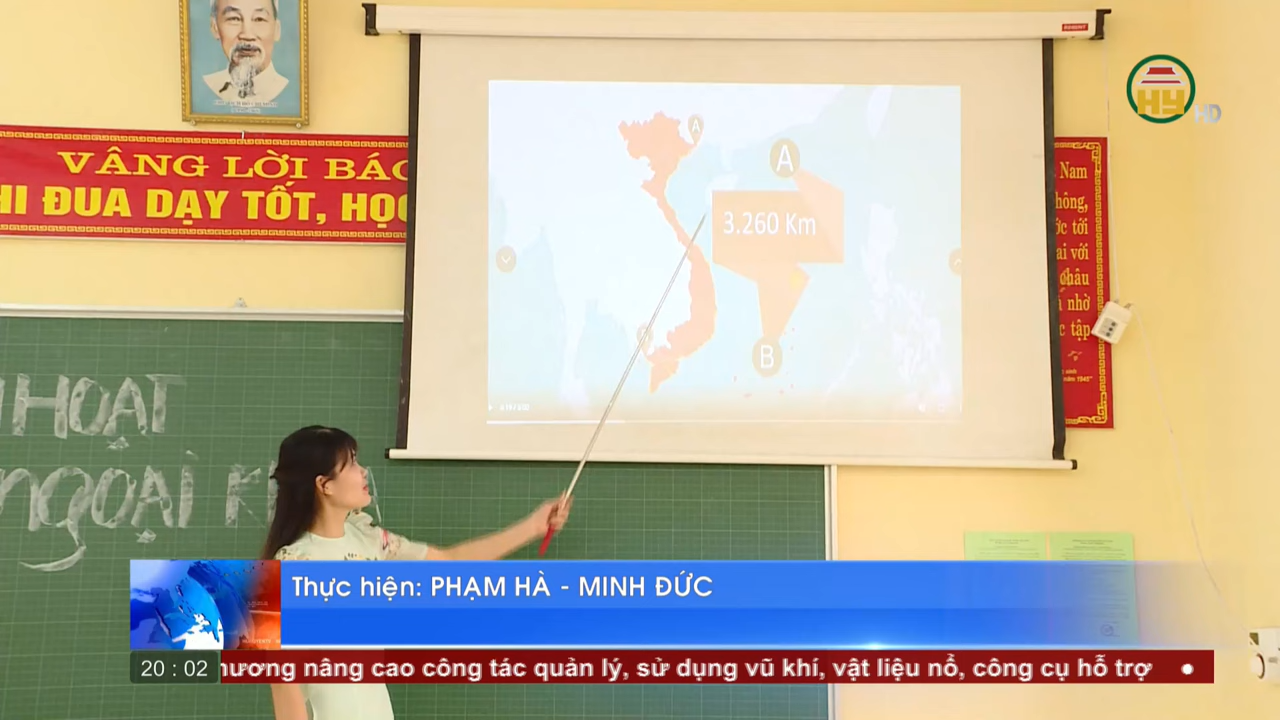 HY HD
VÂNG LỜI BÁC
HI ĐUA DẠY TỐT, HỌC
A
A
3.260 Km
B
Nam
hông,
ớc tới
ai với
châu
nhờ
c tập
năm 1945"
HOẠT
NGOẠI K
Thực hiện: PHẠM HÀ - MINH ĐỨC
20 : 02 hương nâng cao công tác quản lý, sử dụng vũ khí, vật liệu nổ, công cụ hỗ trợ •